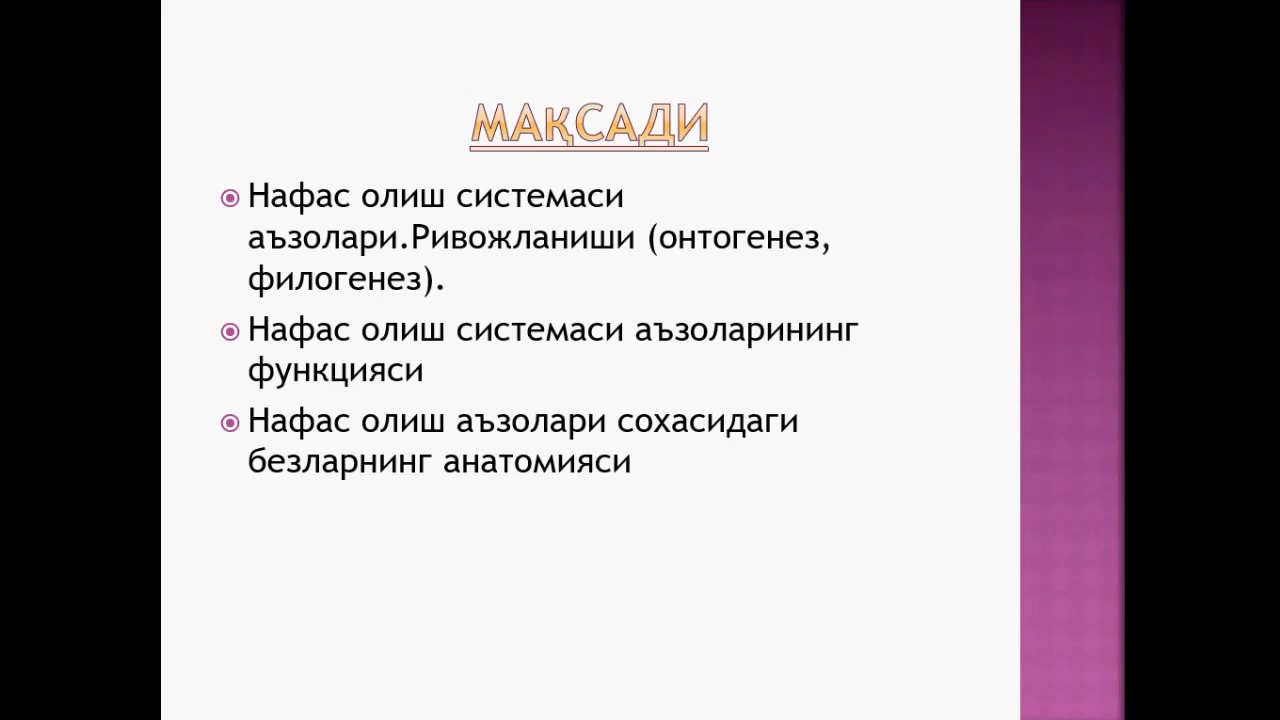 МАҚСАДИ
Нафас олиш системаси
аъзолари.Ривожланиши (онтогенез,
филогенез).
Нафас олиш системаси аъзоларининг
функцияси
Нафас олиш аъзолари сохасидаги
безларнинг анатомияси